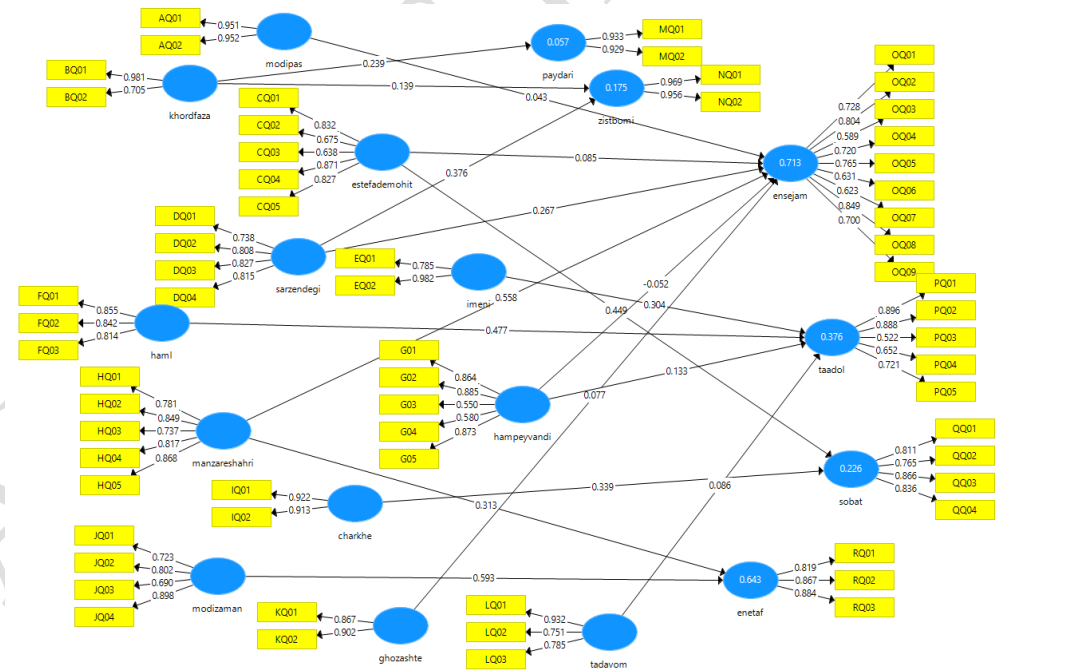 AQ01
0.951
AQ02
0.952
modipas
BQ01
0.981
BQ02
0.705
khordfaza
0.239
0.139
0.043
0.057
paydari
0.933
MQ01
0.929
MQ02
0.175
zistbomi
0.969
NQ01
0.956
NQ02
CQ01
0.832
CQ02
0.675
CQ03
0.638
CQ04
0.871
CQ05
0.827
estefademohit
0.085
0.376
0.713
ensejam
0.728
OQ01
0.804
OQ02
0.589
OQ03
0.720
OQ04
0.765
OQ05
0.631
OQ06
0.623
OQ07
0.849
OQ08
0.700
OQ09
DQ01
0.738
DQ02
0.808
DQ03
0.827
DQ04
0.815
sarzendegi
0.267
EQ01
0.785
EQ02
0.982
imeni
0.558
-0.052
0.449
0.304
FQ01
0.855
FQ02
0.842
FQ03
0.814
haml
0.477
0.376
taadol
0.896
PQ01
0.888
PQ02
0.522
PQ03
0.652
PQ04
0.721
PQ05
G01
0.864
G02
0.885
G03
0.550
G04
0.580
G05
0.873
hampeyvandi
0.133
0.077
HQ01
0.781
HQ02
0.849
HQ03
0.737
HQ04
0.817
HQ05
0.868
manzareshahri
0.313
IQ01
0.922
IQ02
0.913
charkhe
0.339
0.086
0.226
sobat
0.811
QQ01
0.765
QQ02
0.866
QQ03
0.836
QQ04
JQ01
0.723
JQ02
0.802
JQ03
0.690
JQ04
0.898
modizaman
0.593
0.643
enetaf
0.819
RQ01
0.867
RQ02
0.884
RQ03
KQ01
0.867
KQ02
0.902
ghozashte
LQ01
0.932
LQ02
0.751
LQ03
0.785
tadavom